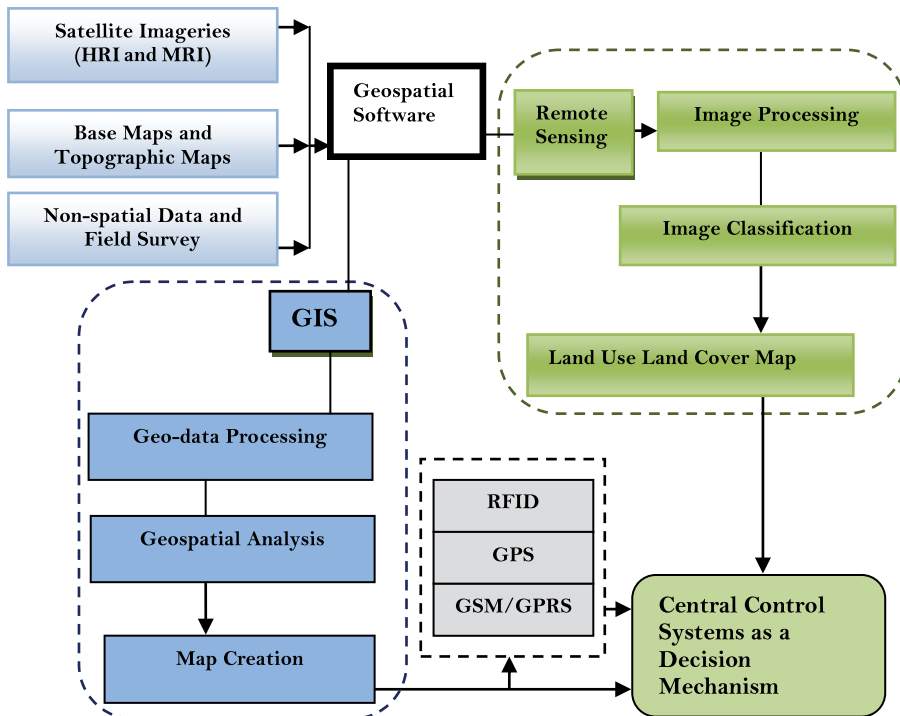 Satellite Imageries
(HRI and MRI)
Base Maps and
Topographic Maps
Non-spatial Data and
Field Survey
Geospatial
Software
Remote
Sensing
Image Processing
Image Classification
Land Use Land Cover Map
GIS
Geo-data Processing
Geospatial Analysis
Map Creation
RFID
GPS
GSM/GPRS
Central Control
Systems as a
Decision
Mechanism